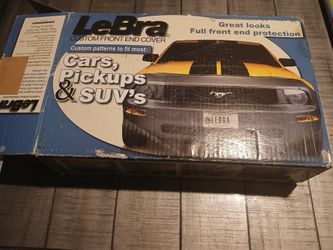 LeBra
CUSTOM FRONT END COVER
Custom patterns to fit most:
Cars,
Pickups
& SUV's
Great looks
Full front end protection
LEBRA
LeBra